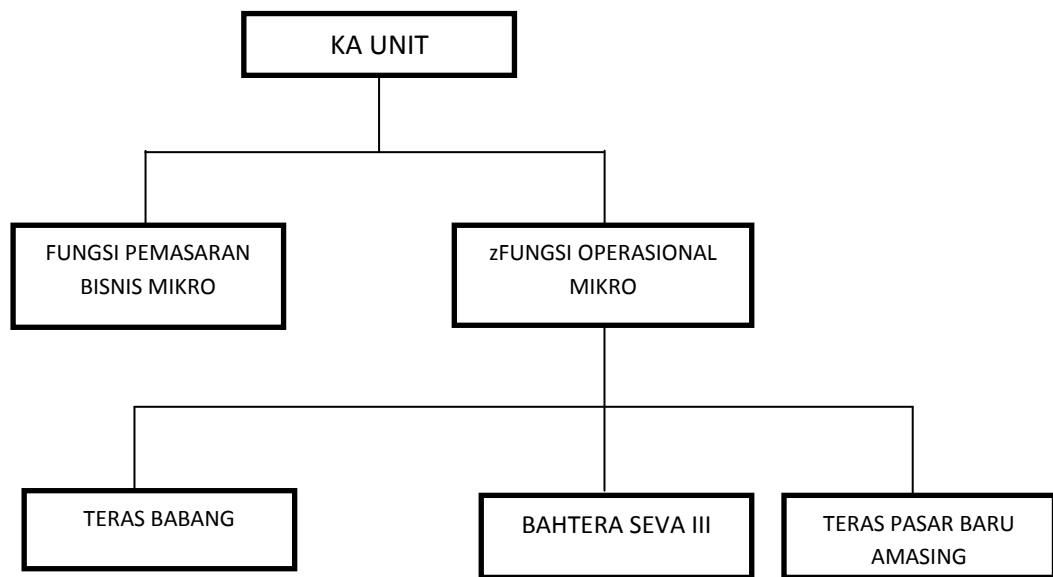 KA UNIT
FUNGSI PEMASARAN
BISNIS MIKRO
zFUNGSI OPERASIONAL
MIKRO
TERAS BABANG
BAHTERA SEVA III
TERAS PASAR BARU
AMASING